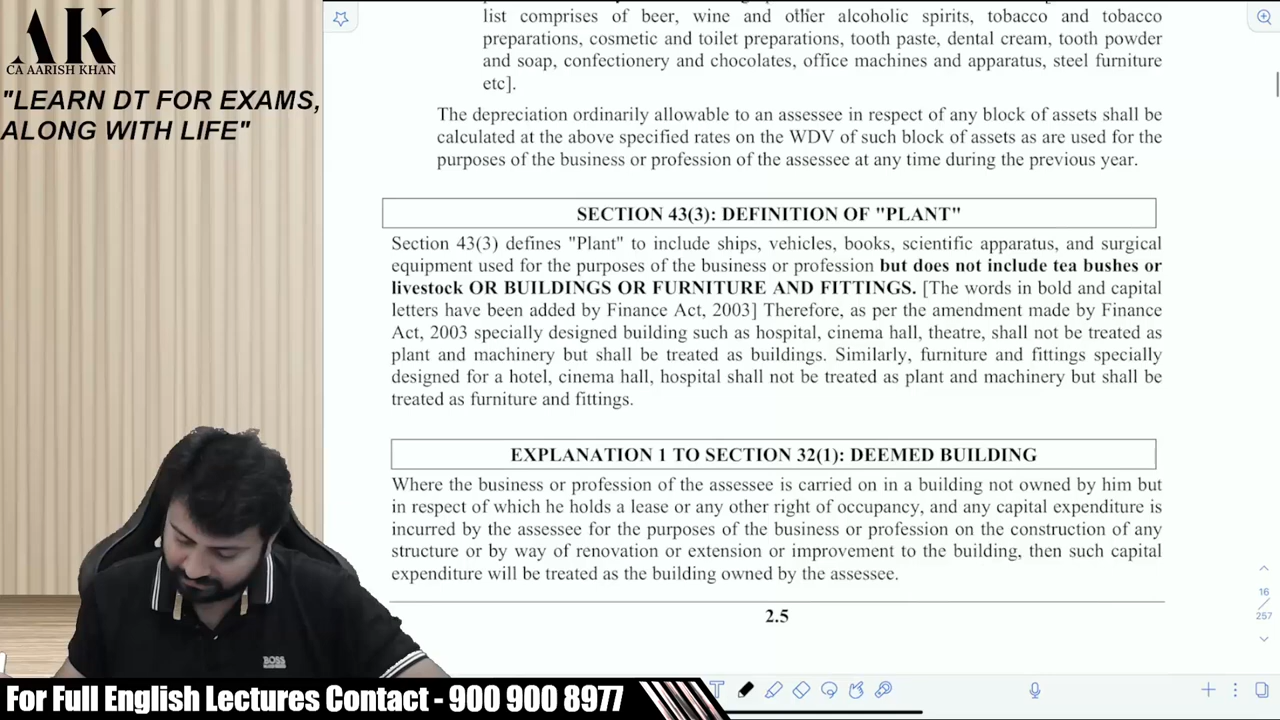 AK
CA AARISH KHAN
"LEARN DT FOR EXAMS,
ALONG WITH LIFE"
list comprises of beer, wine and other alcoholic spirits, tobacco and tobacco
preparations, cosmetic and toilet preparations, tooth paste, dental cream, tooth powder
and soap, confectionery and chocolates, office machines and apparatus, steel furniture
etc].
The depreciation ordinarily allowable to an assessee in respect of any block of assets shall be
calculated at the above specified rates on the WDV of such block of assets as are used for the
purposes of the business or profession of the assessee at any time during the previous year.
SECTION 43(3): DEFINITION OF "PLANT"
Section 43(3) defines "Plant" to include ships, vehicles, books, scientific apparatus, and surgical
equipment used for the purposes of the business or profession but does not include tea bushes or
livestock OR BUILDINGS OR FURNITURE AND FITTINGS. [The words in bold and capital
letters have been added by Finance Act, 2003] Therefore, as per the amendment made by Finance
Act, 2003 specially designed building such as hospital, cinema hall, theatre, shall not be treated as
plant and machinery but shall be treated as buildings. Similarly, furniture and fittings specially
designed for a hotel, cinema hall, hospital shall not be treated as plant and machinery but shall be
treated as furniture and fittings.
EXPLANATION 1 TO SECTION 32(1): DEEMED BUILDING
Where the business or profession of the assessee is carried on in a building not owned by him but
in respect of which he holds a lease or any other right of occupancy, and any capital expenditure is
incurred by the assessee for the purposes of the business or profession on the construction of any
structure or by way of renovation or extension or improvement to the building, then such capital
expenditure will be treated as the building owned by the assessee.
2.5
16
257
BOSS
For Full English Lectures Contact - 900 900 8977